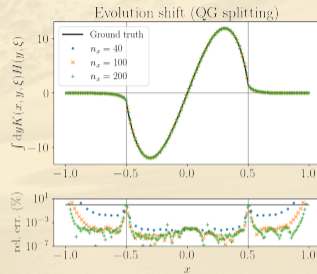 Evolution shift (QG splitting)
∫ dyK(x, y, ξ)H(y, ξ)
10
0
−10
Ground truth
n_x = 40
n_x = 100
n_x = 200
−1.0 −0.5 0.0 0.5 1.0
rel. err. (%)
10^1
10^−3
10^−7
−1.0 −0.5 0.0 0.5 1.0
x